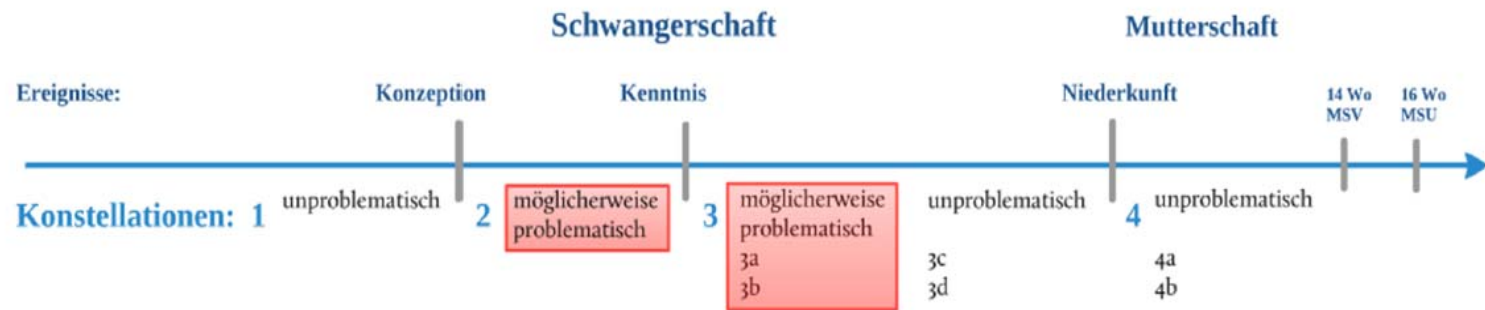 Schwangerschaft
Mutterschaft
Ereignisse:
Konzeption
Kenntnis
Niederkunft
14 Wo
MSV
16 Wo
MSU
Konstellationen: 1
unproblematisch
2
möglicherweise
problematisch
3
möglicherweise
problematisch
3a
3b
unproblematisch
3c
3d
4
unproblematisch
4a
4b